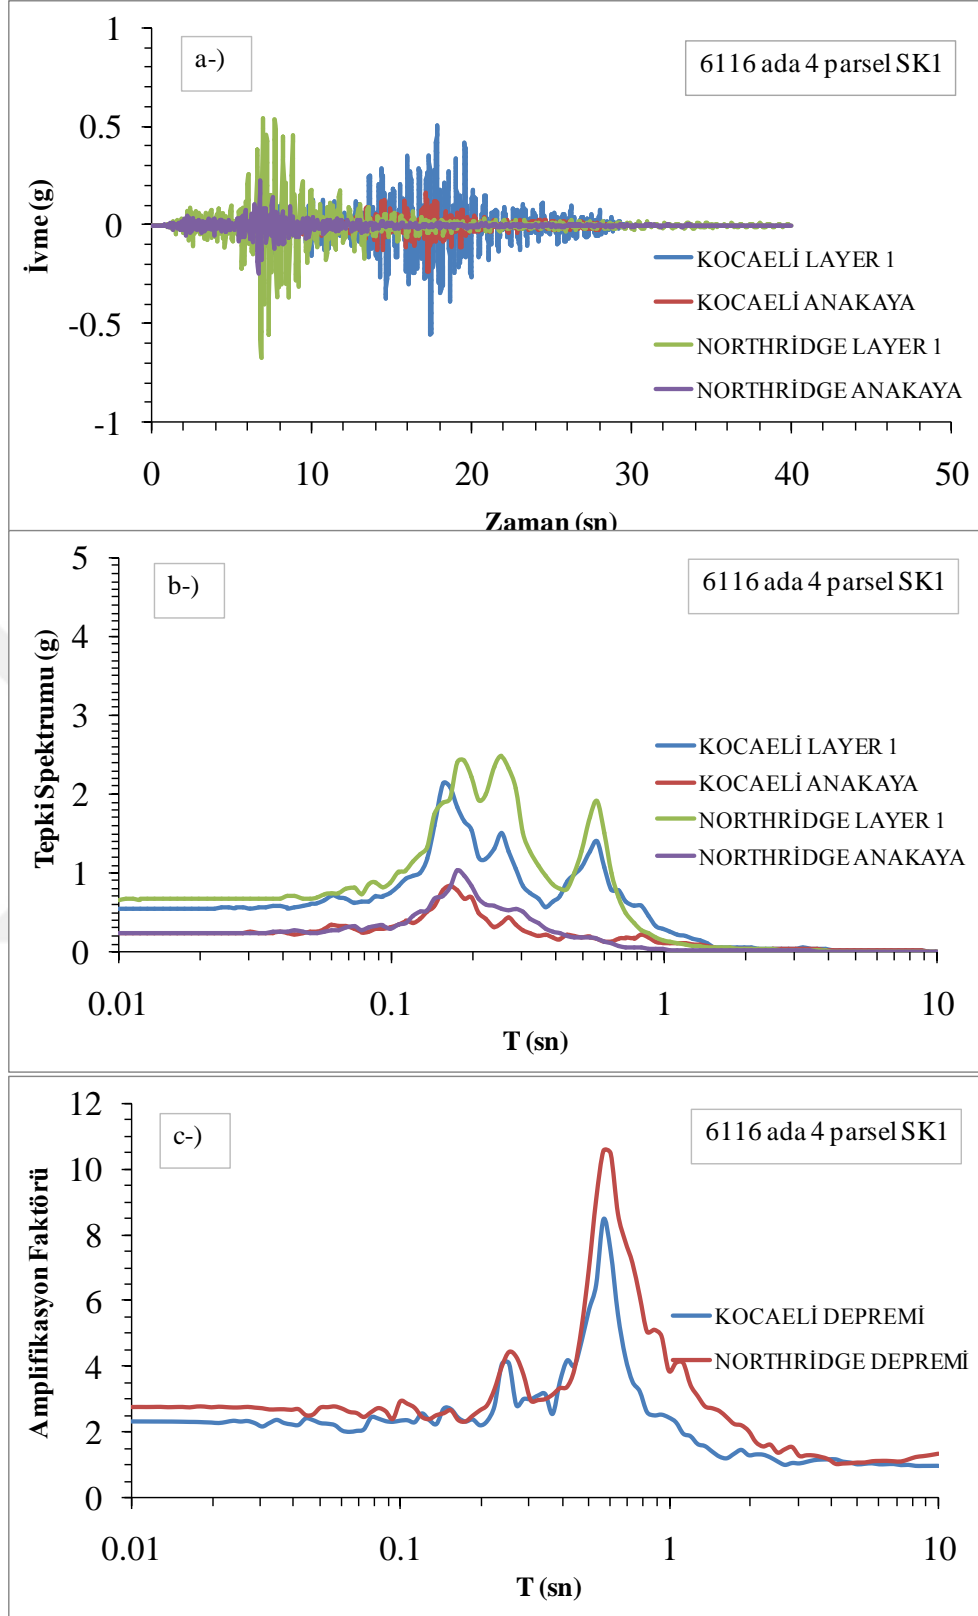 a-)
6116 ada 4 parsel SK1
1
0.5
0
-0.5
-1
İvme (g)
KOCAELİ LAYER 1
KOCAELİ ANAKAYA
NORTHRİDGE LAYER 1
NORTHRİDGE ANAKAYA
0 10 20 30 40 50
Zaman (sn)
b-)
6116 ada 4 parsel SK1
5
4
3
2
1
0
Tepki Spektrumu (g)
KOCAELİ LAYER 1
KOCAELİ ANAKAYA
NORTHRİDGE LAYER 1
NORTHRİDGE ANAKAYA
0.01 0.1 1 10
T (sn)
c-)
6116 ada 4 parsel SK1
12
10
8
6
4
2
0
Amplifikasyon Faktörü
KOCAELİ DEPREMİ
NORTHRİDGE DEPREMİ
0.01 0.1 1 10
T (sn)